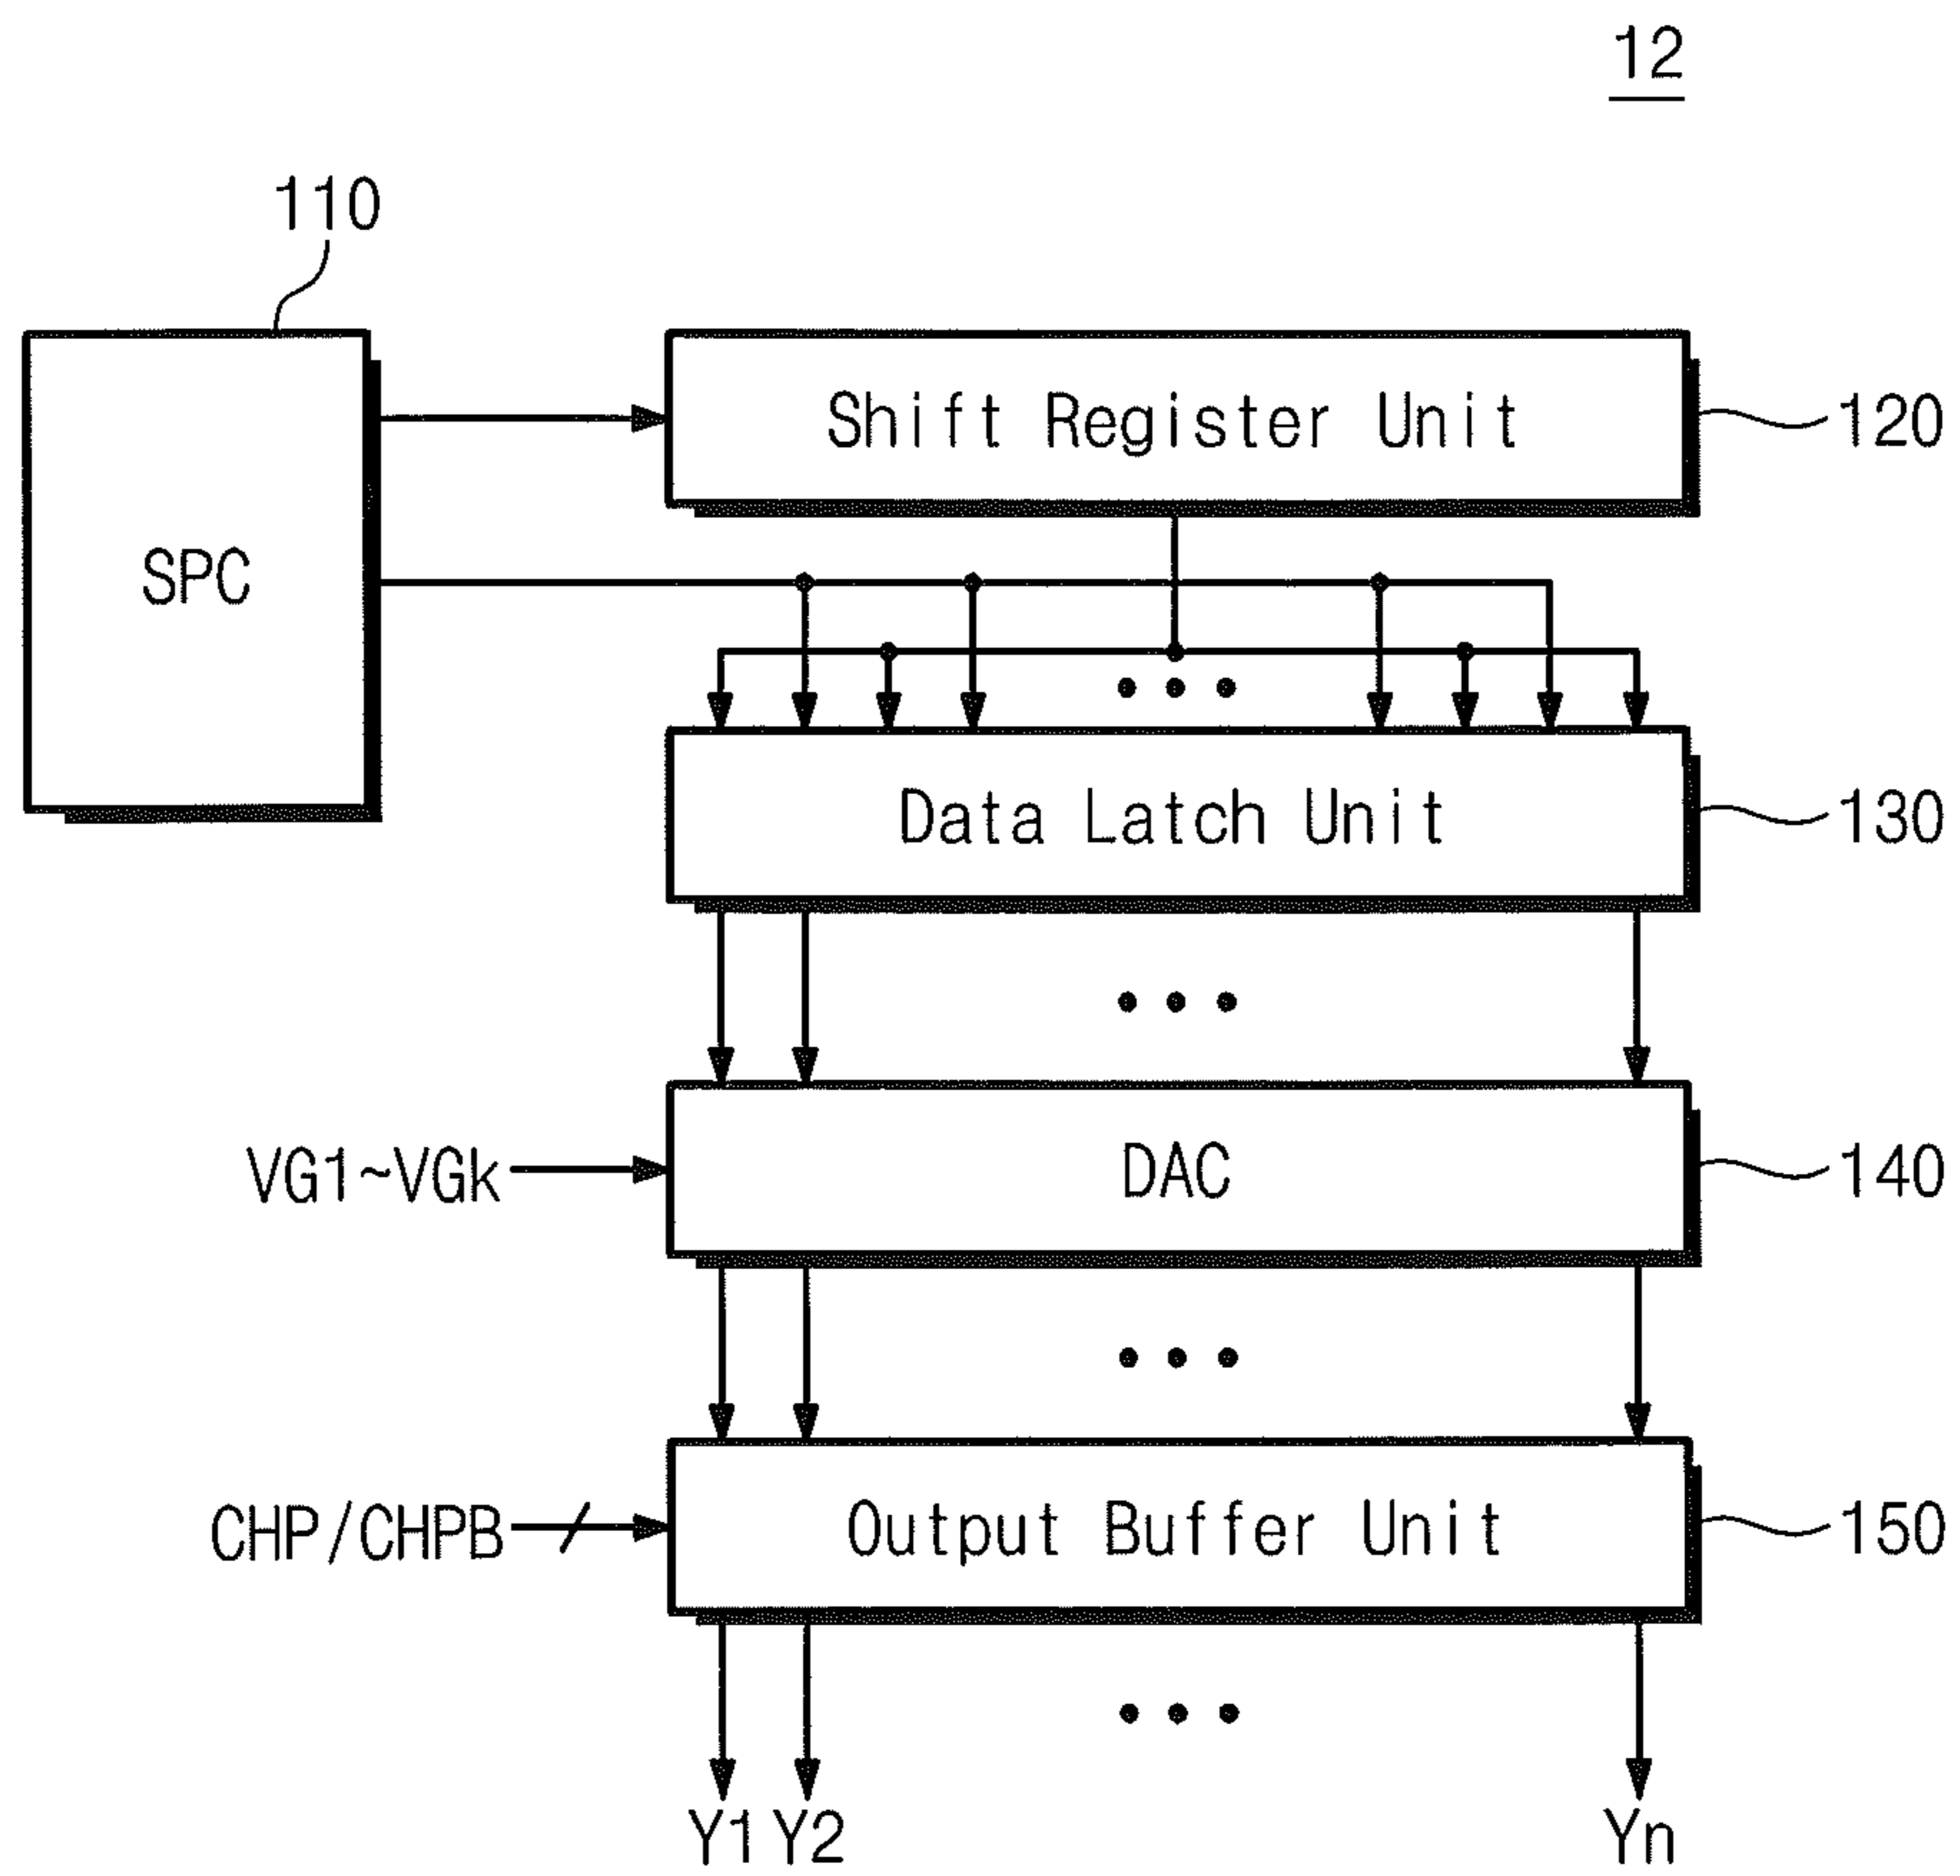 12
110
Shift Register Unit
120
SPC
Data Latch Unit
130
VG1~VGk
DAC
140
CHP/CHPB
Output Buffer Unit
150
Y1 Y2 Yn